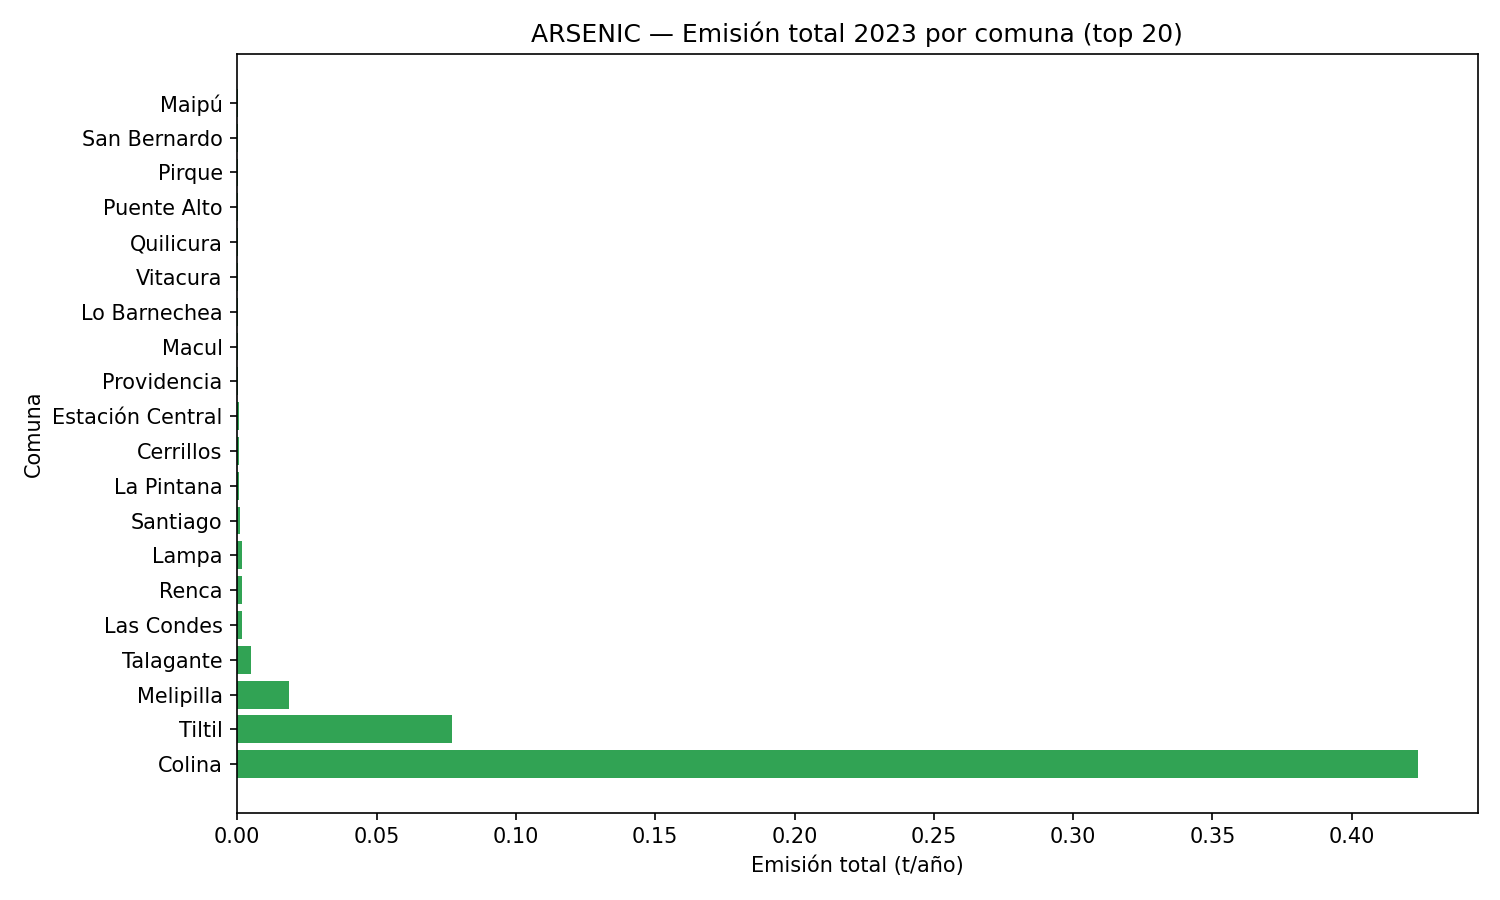 ARSENIC — Emisión total 2023 por comuna (top 20)
Maipú
San Bernardo
Pirque
Puente Alto
Quilicura
Vitacura
Lo Barnechea
Macul
Providencia
Estación Central
Cerrillos
La Pintana
Santiago
Lampa
Renca
Las Condes
Talagante
Melipilla
Tiltil
Colina
Comuna
0.00 0.05 0.10 0.15 0.20 0.25 0.30 0.35 0.40
Emisión total (t/año)